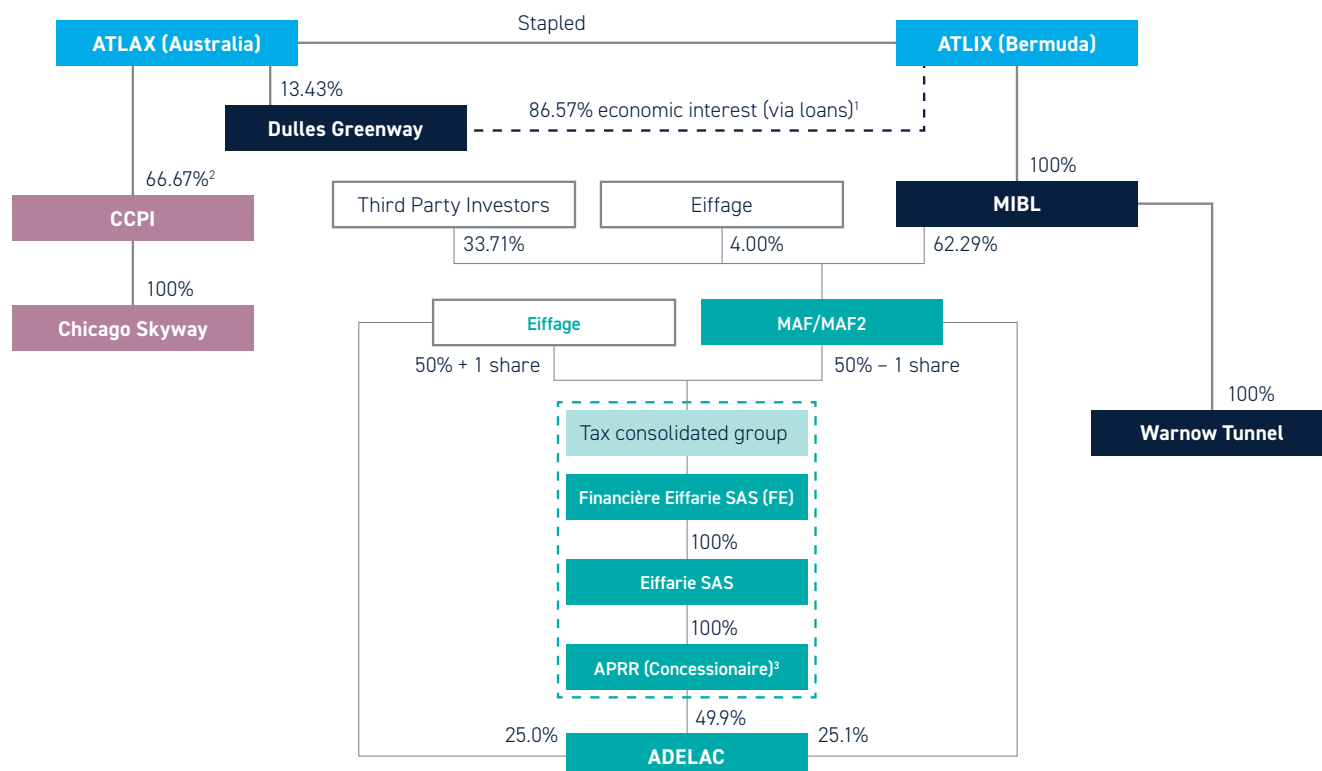 Stapled
ATLAX (Australia)
ATLIX (Bermuda)
13.43%
86.57% economic interest (via loans)¹
Dulles Greenway
66.67%²
100%
CCPI
Third Party Investors
Eiffage
MIBL
33.71%
4.00%
62.29%
100%
Chicago Skyway
Eiffage
MAF/MAF2
50% + 1 share
50% – 1 share
100%
Tax consolidated group
Warnow Tunnel
Financière Eiffarie SAS (FE)
100%
Eiffarie SAS
100%
APRR (Concessionaire)³
49.9%
25.0%
25.1%
ADELAC